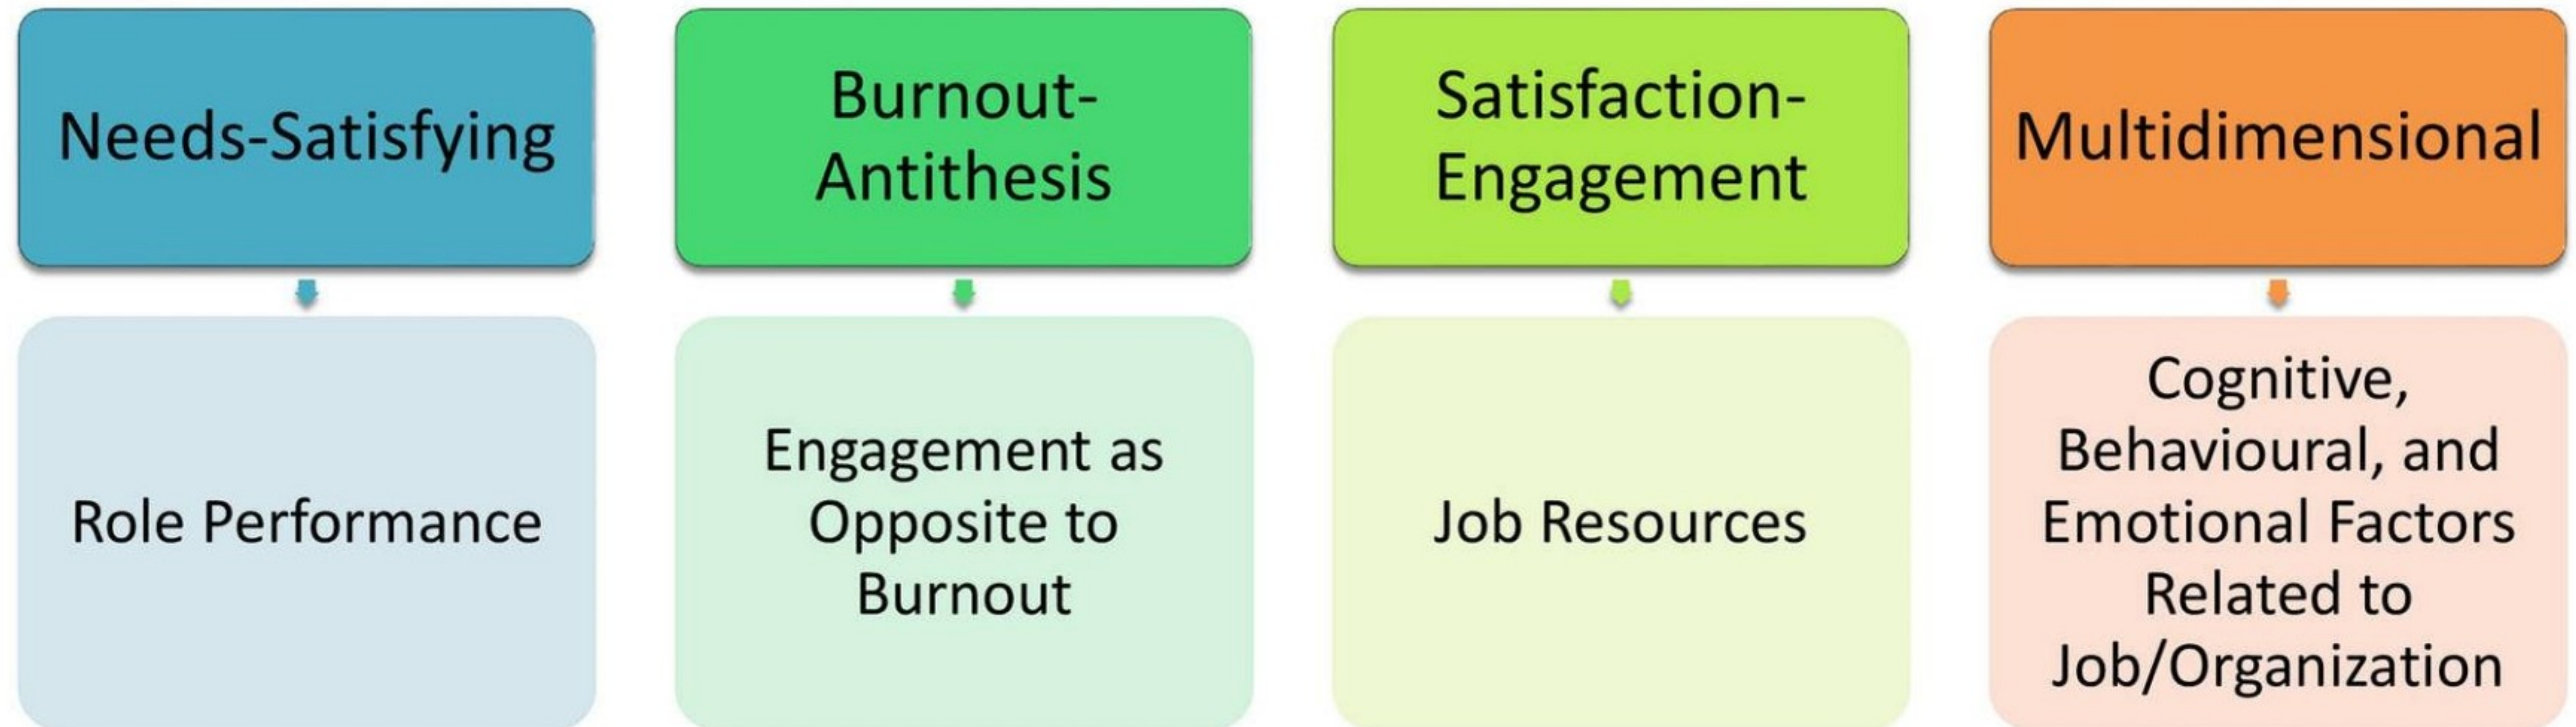 Needs-Satisfying
Role Performance
Burnout-
Antithesis
Engagement as
Opposite to
Burnout
Satisfaction-
Engagement
Job Resources
Multidimensional
Cognitive,
Behavioural, and
Emotional Factors
Related to
Job/Organization